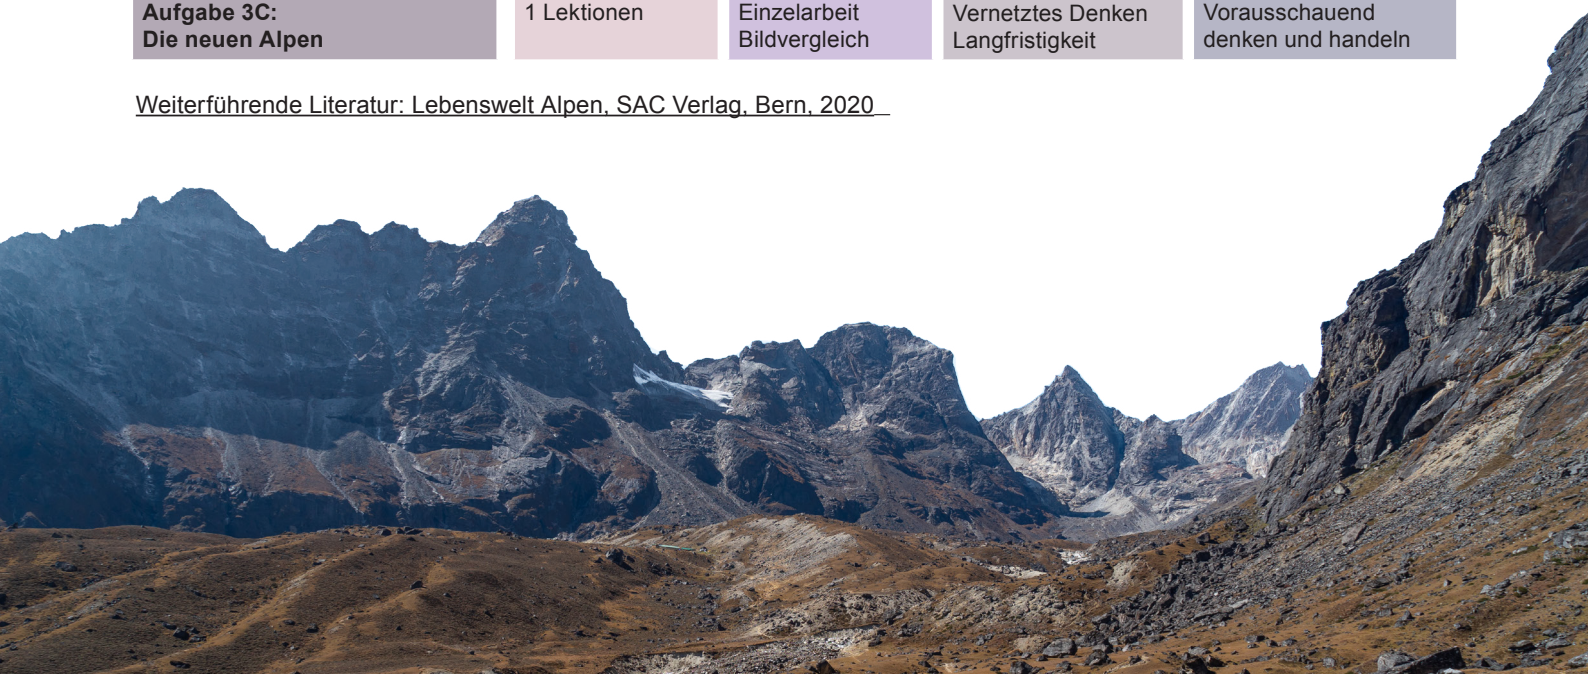 Aufgabe 3C:
Die neuen Alpen
1 Lektionen
Einzelarbeit
Bildvergleich
Vernetztes Denken
Langfristigkeit
Vorausschauend
denken und handeln
Weiterführende Literatur: Lebenswelt Alpen, SAC Verlag, Bern, 2020